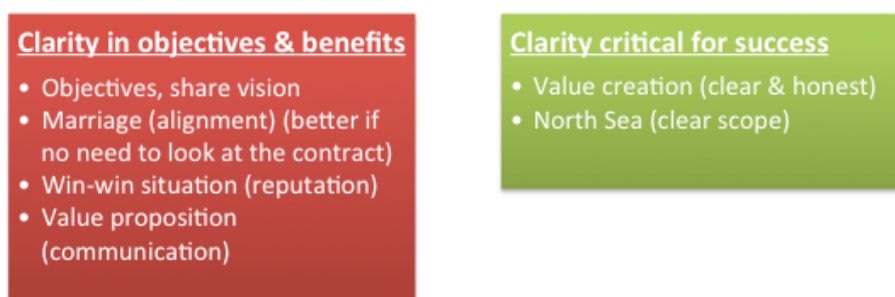 Clarity in objectives & benefits
• Objectives, share vision
• Marriage (alignment) (better if
no need to look at the contract)
• Win-win situation (reputation)
• Value proposition
(communication)
Clarity critical for success
• Value creation (clear & honest)
• North Sea (clear scope)